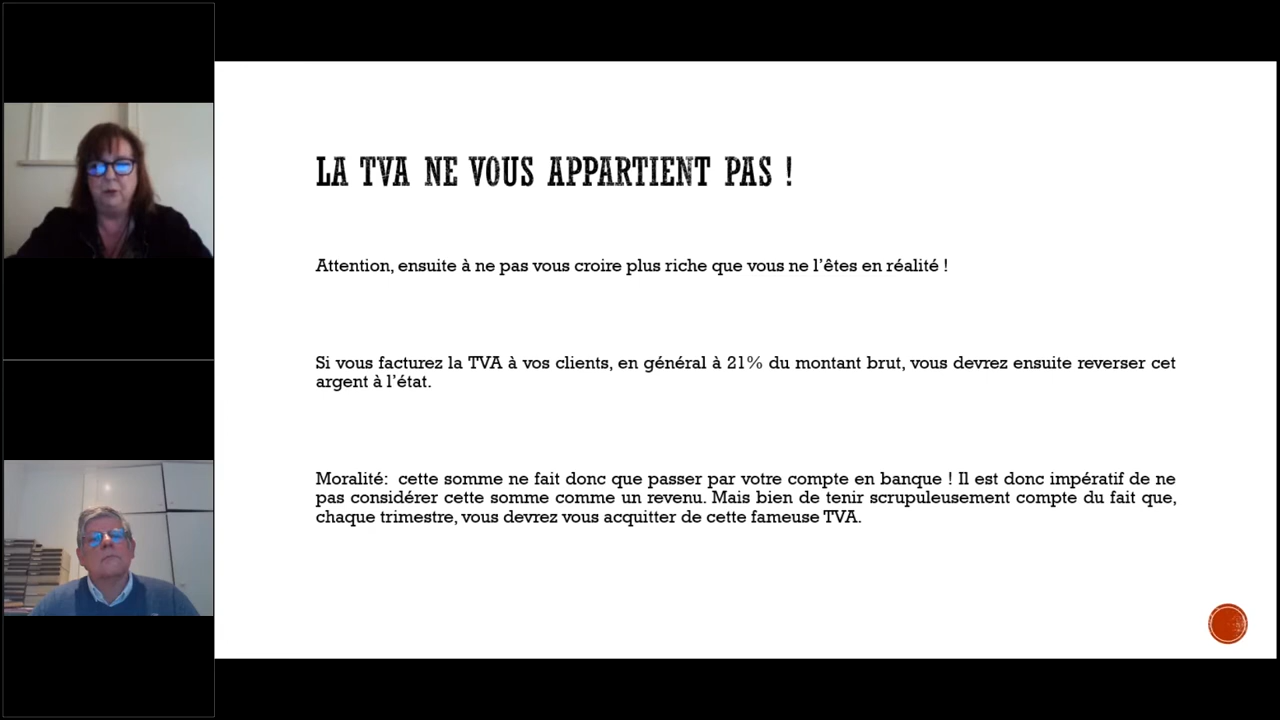 LA TVA NE VOUS APPARTIENT PAS !
Attention, ensuite à ne pas vous croire plus riche que vous ne l’êtes en réalité !
Si vous facturez la TVA à vos clients, en général à 21% du montant brut, vous devrez ensuite reverser cet
argent à l’état.
Moralité:  cette somme ne fait donc que passer par votre compte en banque ! Il est donc impératif de ne
pas considérer cette somme comme un revenu. Mais bien de tenir scrupuleusement compte du fait que,
chaque trimestre, vous devrez vous acquitter de cette fameuse TVA.